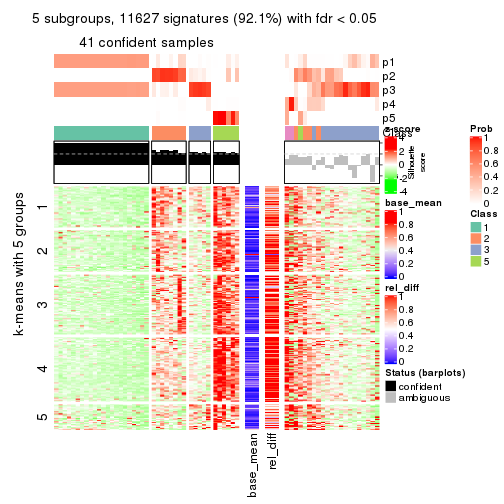 5 subgroups, 11627 signatures (92.1%) with fdr < 0.05
41 confident samples
p1
p2
p3
p4
p5
Class
Silhouette
score
k-means with 5 groups
1
2
3
4
5
base_mean
rel_diff
z-score
4
2
0
-2
-4
base_mean
1
0.8
0.6
0.4
0.2
0
rel_diff
1
0.8
0.6
0.4
0.2
0
Status (barplots)
confident
ambiguous
Prob
1
0.8
0.6
0.4
0.2
0
Class
1
2
3
5